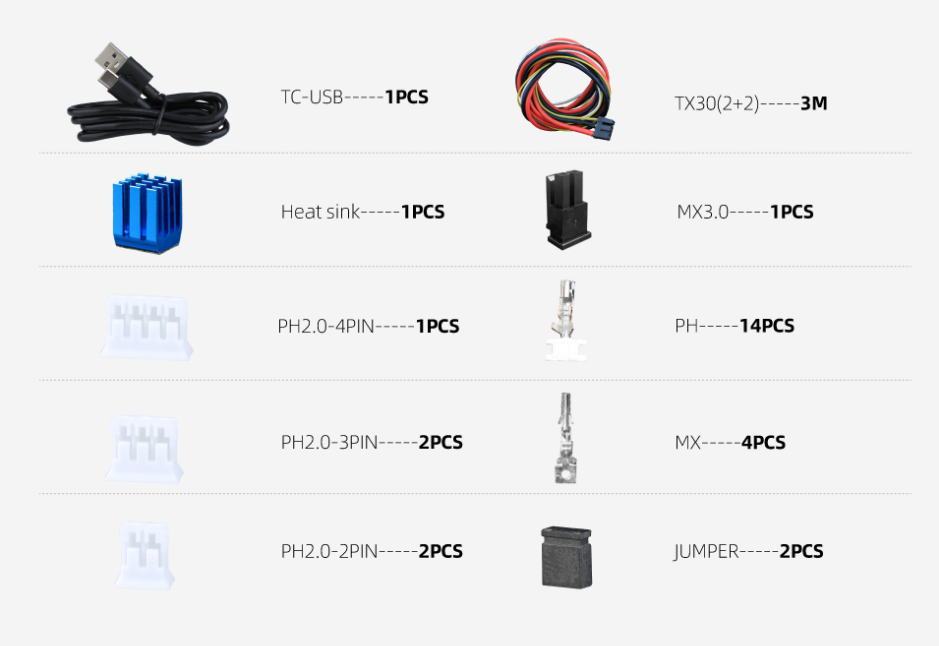 TC-USB-----1PCS
TX30(2+2)-----3M
Heat sink-----1PCS
MX3.0-----1PCS
PH2.0-4PIN-----1PCS
PH-----14PCS
PH2.0-3PIN-----2PCS
MX-----4PCS
PH2.0-2PIN-----2PCS
JUMPER-----2PCS